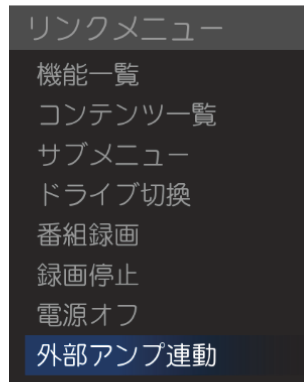 リンクメニュー
機能一覧
コンテンツ一覧
サブメニュー
ドライブ切換
番組録画
録画停止
電源オフ
外部アンプ連動